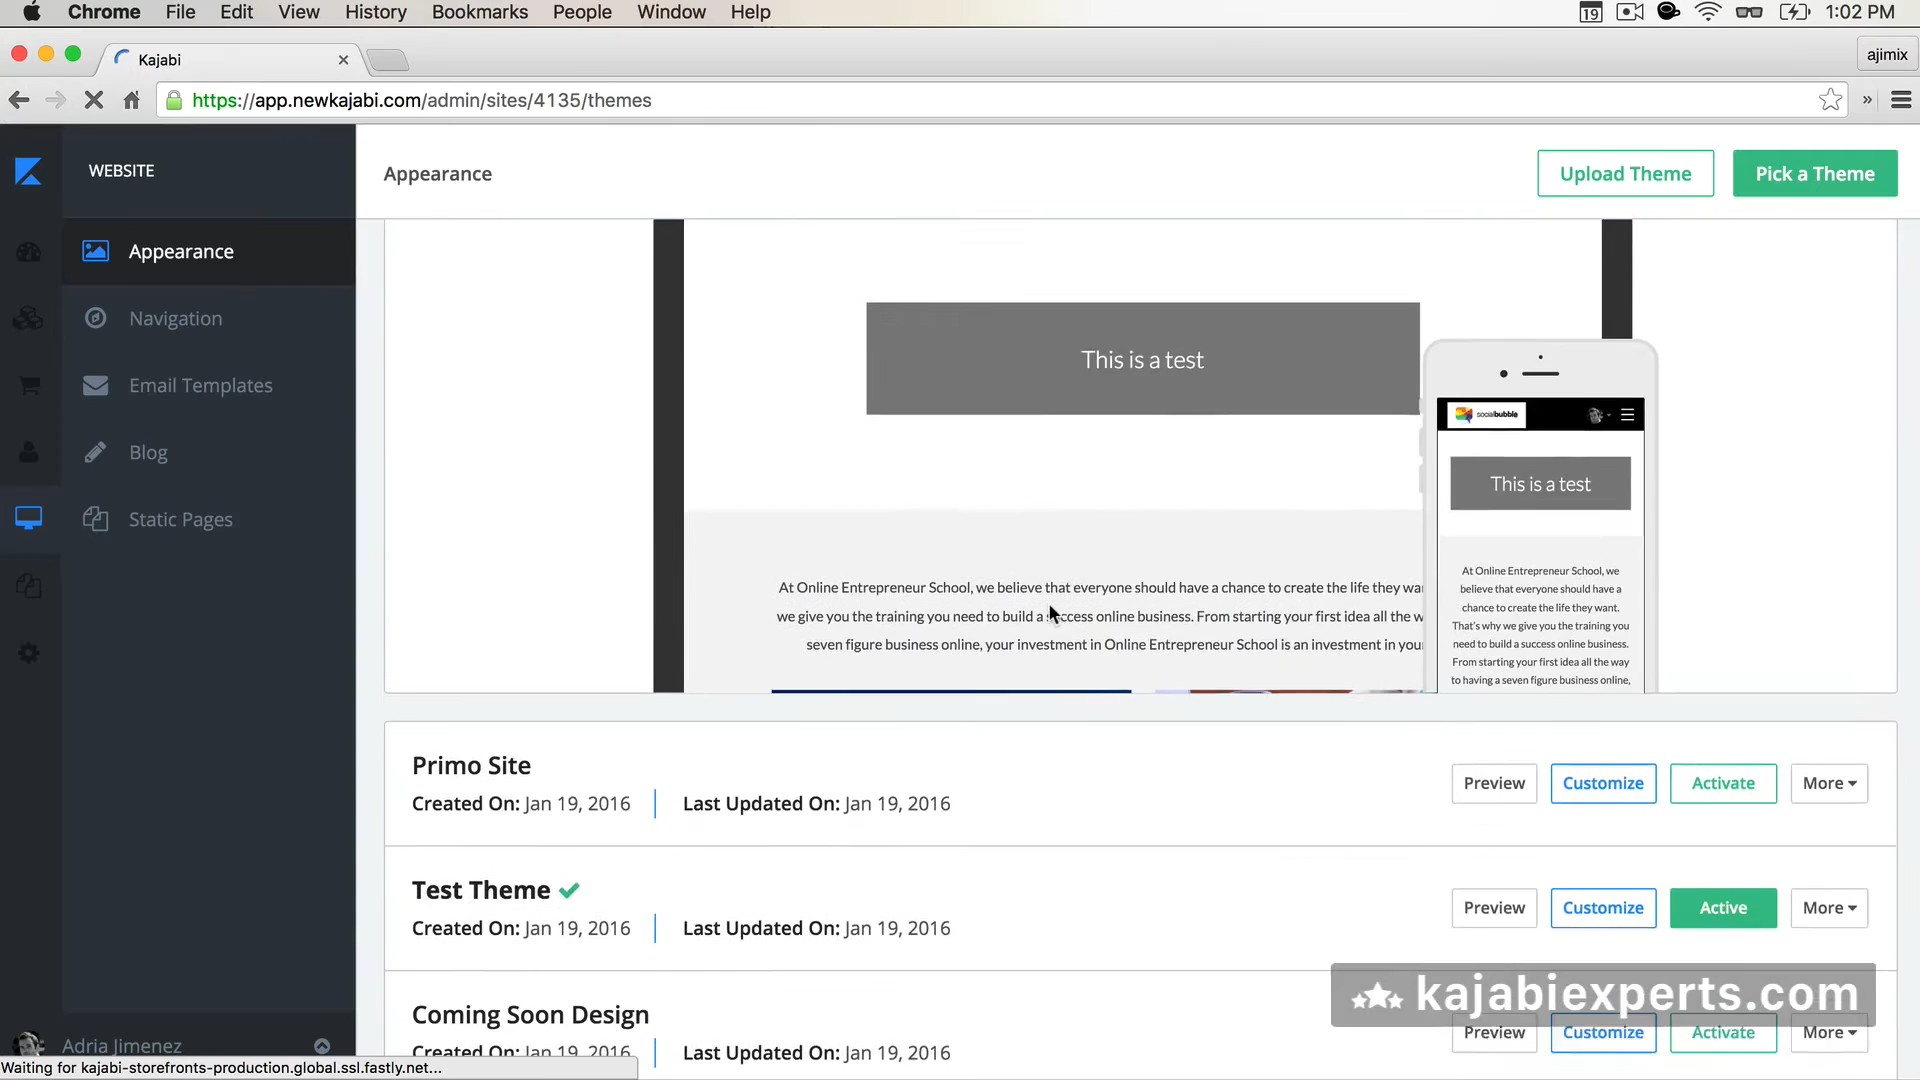 Chrome File Edit View History Bookmarks People Window Help 19 1:02 PM
Kajabi ajimix
https://app.newkajabi.com/admin/sites/4135/themes
WEBSITE
Appearance
Navigation
Email Templates
Blog
Static Pages
Adria Jimenez
Waiting for kajabi-storefronts-production.global.ssl.fastly.net...
Appearance Upload Theme Pick a Theme
This is a test
At Online Entrepreneur School, we believe that everyone should have a chance to create the life they
we give you the training you need to build a success online business. From starting your first idea all the
seven figure business online, your investment in Online Entrepreneur School is an investment in
socialbubble
This is a test
At Online Entrepreneur School, we
believe that everyone should have a
chance to create the life they want.
That's why we give you the training you
need to build a success online business.
From starting your first idea all the way
to having a seven figure business online,
Primo Site
Created On: Jan 19, 2016 Last Updated On: Jan 19, 2016
Preview Customize Activate More
Test Theme
Created On: Jan 19, 2016 Last Updated On: Jan 19, 2016
Preview Customize Active More
Coming Soon Design
Created On: Jan 19, 2016 Last Updated On: Jan 19, 2016
Preview Customize Activate More
kajabiexperts.com